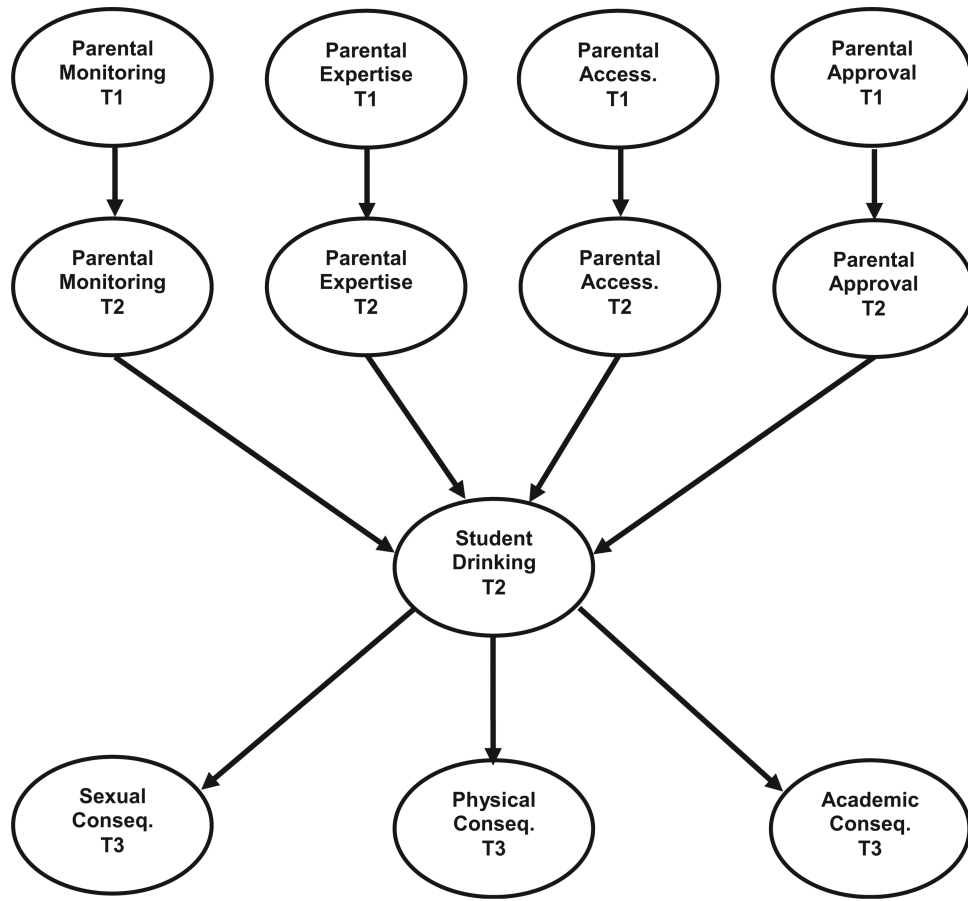 Parental
Monitoring
T1
Parental
Expertise
T1
Parental
Access.
T1
Parental
Approval
T1
Parental
Monitoring
T2
Parental
Expertise
T2
Parental
Access.
T2
Parental
Approval
T2
Student
Drinking
T2
Sexual
Conseq.
T3
Physical
Conseq.
T3
Academic
Conseq.
T3